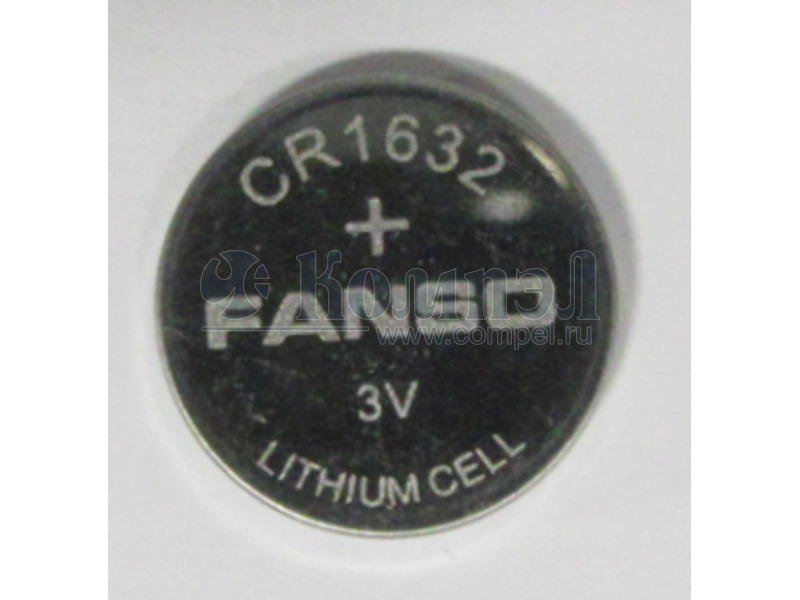 CR1632
+
Компэл
FANSO
www.compel.ru
3V
LITHIUM CELL